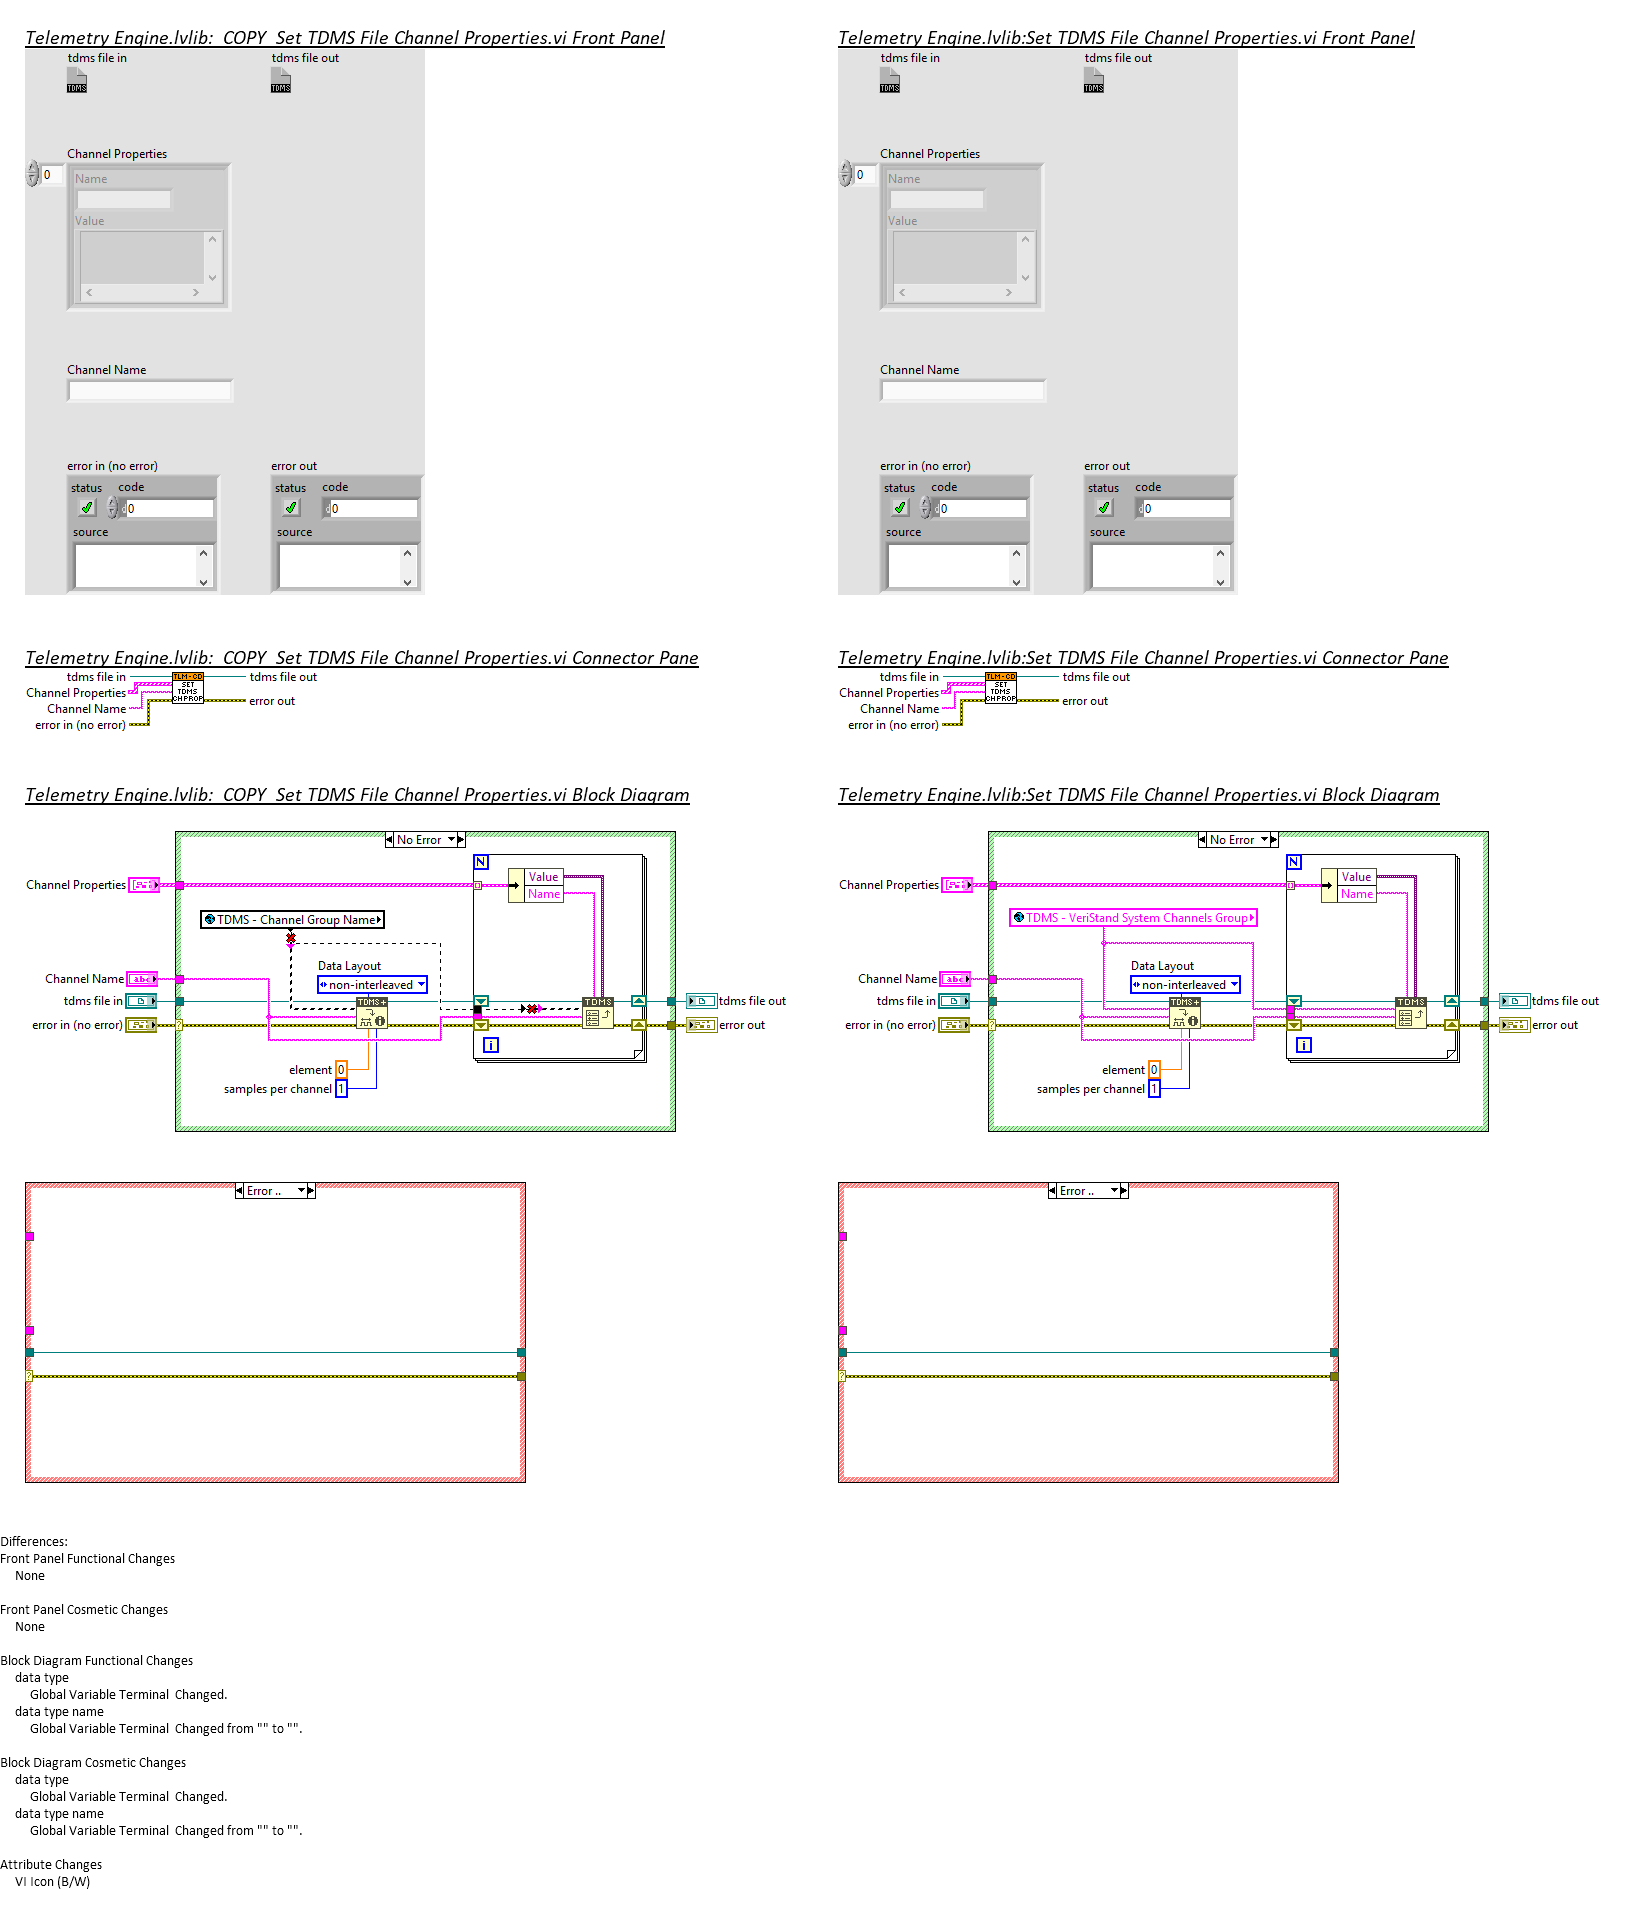 Telemetry Engine.lvlib:  COPY  Set TDMS File Channel Properties.vi Front Panel
tdms file in
tdms file out
TDMS
TDMS
Channel Properties
0
Name
Value
Channel Name
error in (no error)
error out
status
code
status
code
d0
d0
source
source
Telemetry Engine.lvlib:Set TDMS File Channel Properties.vi Front Panel
tdms file in
tdms file out
TDMS
TDMS
Channel Properties
0
Name
Value
Channel Name
error in (no error)
error out
status
code
status
code
d0
d0
source
source
Telemetry Engine.lvlib:  COPY  Set TDMS File Channel Properties.vi Connector Pane
tdms file in
TLM-CD
SET
TDMS
CHPROP
tdms file out
Channel Properties
Channel Name
error out
error in (no error)
Telemetry Engine.lvlib:Set TDMS File Channel Properties.vi Connector Pane
tdms file in
TLM-CD
SET
TDMS
CHPROP
tdms file out
Channel Properties
Channel Name
error out
error in (no error)
Telemetry Engine.lvlib:  COPY  Set TDMS File Channel Properties.vi Block Diagram
No Error
N
Channel Properties
Value
Name
TDMS - Channel Group Name
Data Layout
non-interleaved
Channel Name
abc
tdms file in
TDMS+
TDMS
tdms file out
error in (no error)
?
error out
i
element
0
samples per channel
1
Error ..
?
Telemetry Engine.lvlib:Set TDMS File Channel Properties.vi Block Diagram
No Error
N
Channel Properties
Value
Name
TDMS - VeriStand System Channels Group
Data Layout
non-interleaved
Channel Name
abc
tdms file in
TDMS+
TDMS
tdms file out
error in (no error)
?
error out
i
element
0
samples per channel
1
Error ..
?
Differences:
Front Panel Functional Changes
None
Front Panel Cosmetic Changes
None
Block Diagram Functional Changes
data type
Global Variable Terminal  Changed.
data type name
Global Variable Terminal  Changed from "" to "".
Block Diagram Cosmetic Changes
data type
Global Variable Terminal  Changed.
data type name
Global Variable Terminal  Changed from "" to "".
Attribute Changes
VI Icon (B/W)